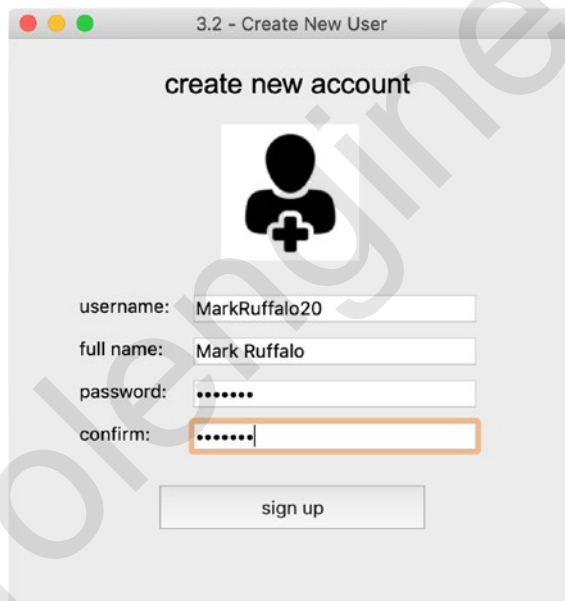 3.2 - Create New User
create new account
username: MarkRuffalo20
full name: Mark Ruffalo
password: •••••••
confirm: •••••••
sign up